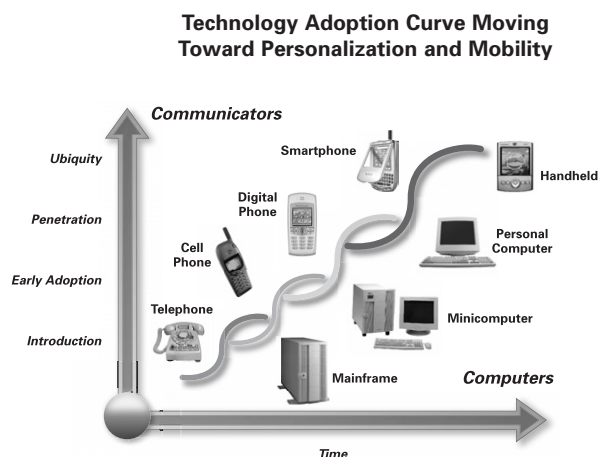 Technology Adoption Curve Moving
Toward Personalization and Mobility
Communicators
Ubiquity
Penetration
Early Adoption
Introduction
Smartphone
Handheld
Digital
Phone
Personal
Computer
Cell
Phone
Telephone
Minicomputer
Mainframe
Computers
Time